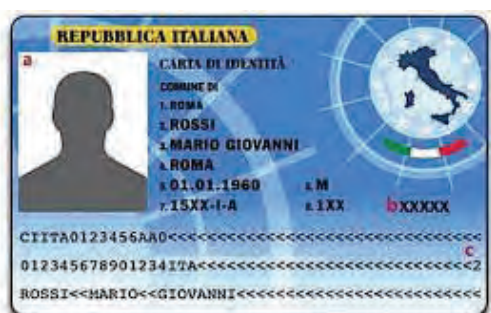 REPUBBLICA ITALIANA
a
CARTA DI IDENTITÀ
COMUNE DI
1. ROMA
2. ROSSI
3. MARIO GIOVANNI
4. ROMA
5. 01.01.1960 6. M
7. 15XX-I-A 8. 1XX bXXXXX
CIITA0123456AA0<<<<<<<<<<<<<<<<<<<<<<<<<<<<<
c
012345678901234ITA<<<<<<<<<<<<<<<<<<<<<<<<<<2
ROSSI<<MARIO<<GIOVANNI<<<<<<<<<<<<<<<<<<<<<<<